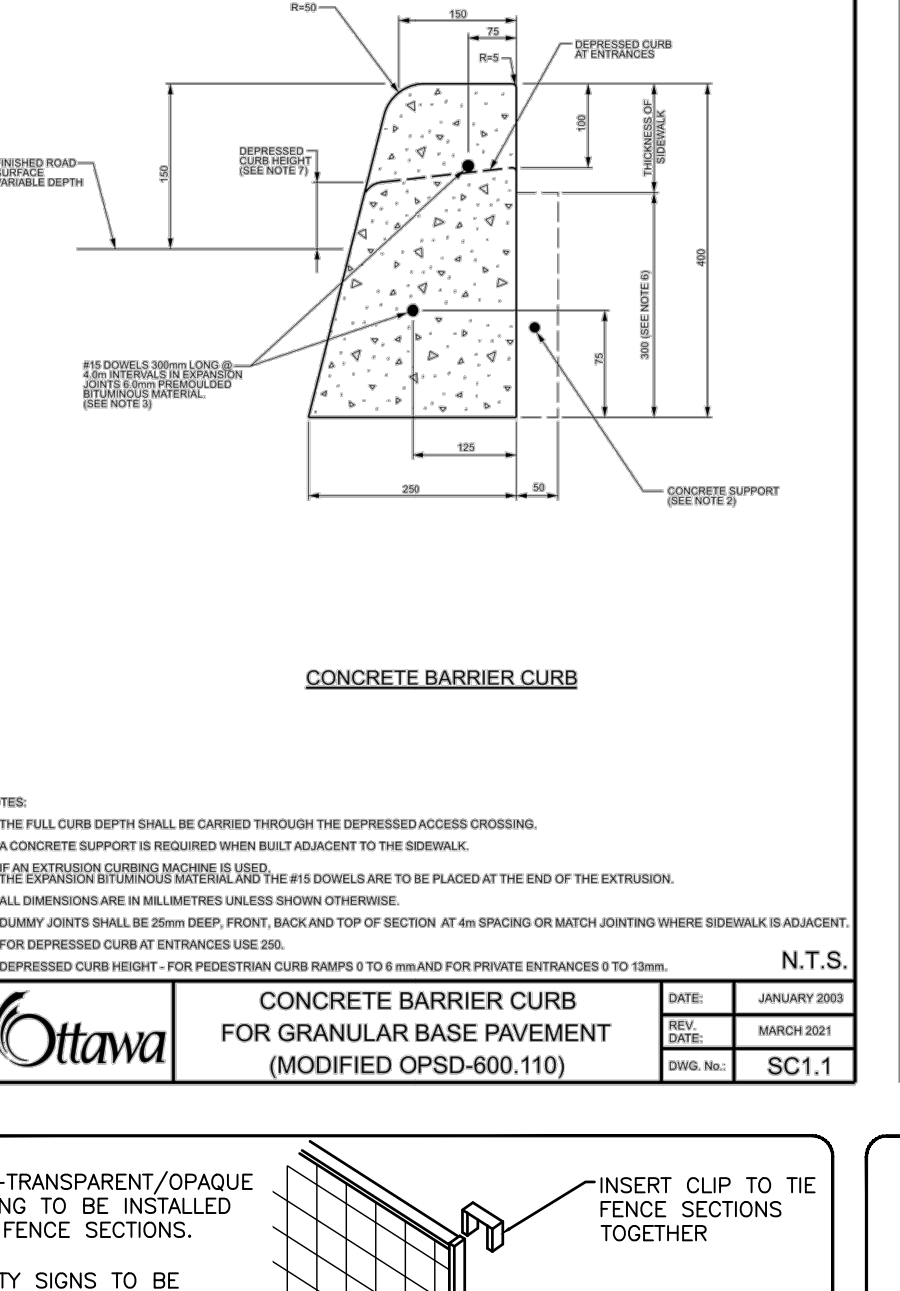 R=50
150
75
R=5
DEPRESSED CURB
AT ENTRANCES
100
THICKNESS OF
SIDEWALK
150
FINISHED ROAD
SURFACE
VARIABLE DEPTH
DEPRESSED
CURB HEIGHT
(SEE NOTE 7)
400
300 (SEE NOTE 6)
75
#15 DOWELS 300mm LONG @
4.0m INTERVALS IN EXPANSION
JOINTS 6.0mm PREMOULDED
BITUMINOUS MATERIAL.
(SEE NOTE 3)
125
250
50
CONCRETE SUPPORT
(SEE NOTE 2)
CONCRETE BARRIER CURB
OTES:
THE FULL CURB DEPTH SHALL BE CARRIED THROUGH THE DEPRESSED ACCESS CROSSING.
A CONCRETE SUPPORT IS REQUIRED WHEN BUILT ADJACENT TO THE SIDEWALK.
IF AN EXTRUSION CURBING MACHINE IS USED,
THE EXPANSION BITUMINOUS MATERIAL AND THE #15 DOWELS ARE TO BE PLACED AT THE END OF THE EXTRUSION.
ALL DIMENSIONS ARE IN MILLIMETRES UNLESS SHOWN OTHERWISE.
DUMMY JOINTS SHALL BE 25mm DEEP, FRONT, BACK AND TOP OF SECTION AT 4m SPACING OR MATCH JOINTING WHERE SIDEWALK IS ADJACENT.
FOR DEPRESSED CURB AT ENTRANCES USE 250.
DEPRESSED CURB HEIGHT - FOR PEDESTRIAN CURB RAMPS 0 TO 6 mm AND FOR PRIVATE ENTRANCES 0 TO 13mm.
N.T.S.
Ottawa
CONCRETE BARRIER CURB
FOR GRANULAR BASE PAVEMENT
(MODIFIED OPSD-600.110)
DATE: JANUARY 2003
REV.
DATE: MARCH 2021
DWG. No.: SC1.1
-TRANSPARENT/OPAQUE
NG TO BE INSTALLED
FENCE SECTIONS.
TY SIGNS TO BE
INSERT CLIP TO TIE
FENCE SECTIONS
TOGETHER